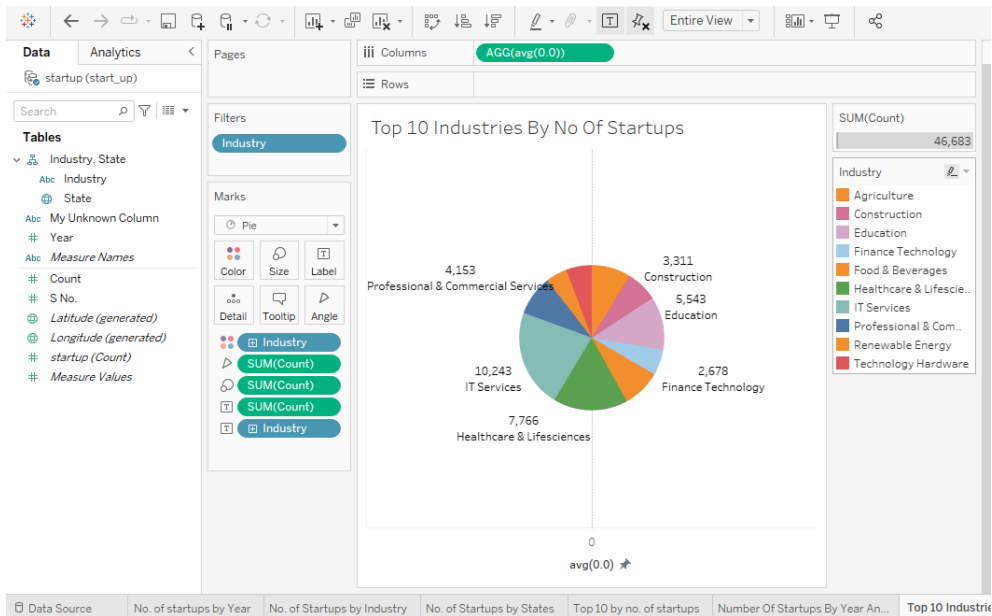 Entire View
Data
Analytics
Pages
iii Columns
AGG(avg(0.0))
startup (start_up)
Rows
Search
Filters
Industry
Tables
Industry, State
Abc Industry
State
Abc My Unknown Column
# Year
Abc Measure Names
# Count
# S No.
Latitude (generated)
Longitude (generated)
# startup (Count)
# Measure Values
Marks
Pie
Color
Size
Label
Detail
Tooltip
Angle
Industry
SUM(Count)
SUM(Count)
SUM(Count)
Industry
Top 10 Industries By No Of Startups
3,311
Construction
5,543
Education
2,678
Finance Technology
7,766
Healthcare & Lifesciences
10,243
IT Services
4,153
Professional & Commercial Services
0
avg(0.0)
SUM(Count)
46,683
Industry
Agriculture
Construction
Education
Finance Technology
Food & Beverages
Healthcare & Lifescie..
IT Services
Professional & Com..
Renewable Energy
Technology Hardware
Data Source
No. of startups by Year
No. of Startups by Industry
No. of Startups by States
Top 10 by no. of startups
Number Of Startups By Year An...
Top 10 Industrie